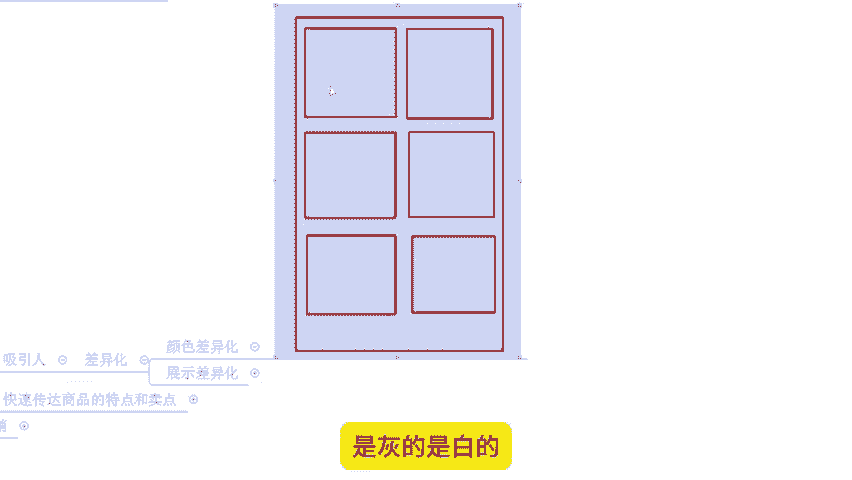 颜色差异化
吸引人 差异化
展示差异化
快速传达商品的特点和卖点
是灰的是白的